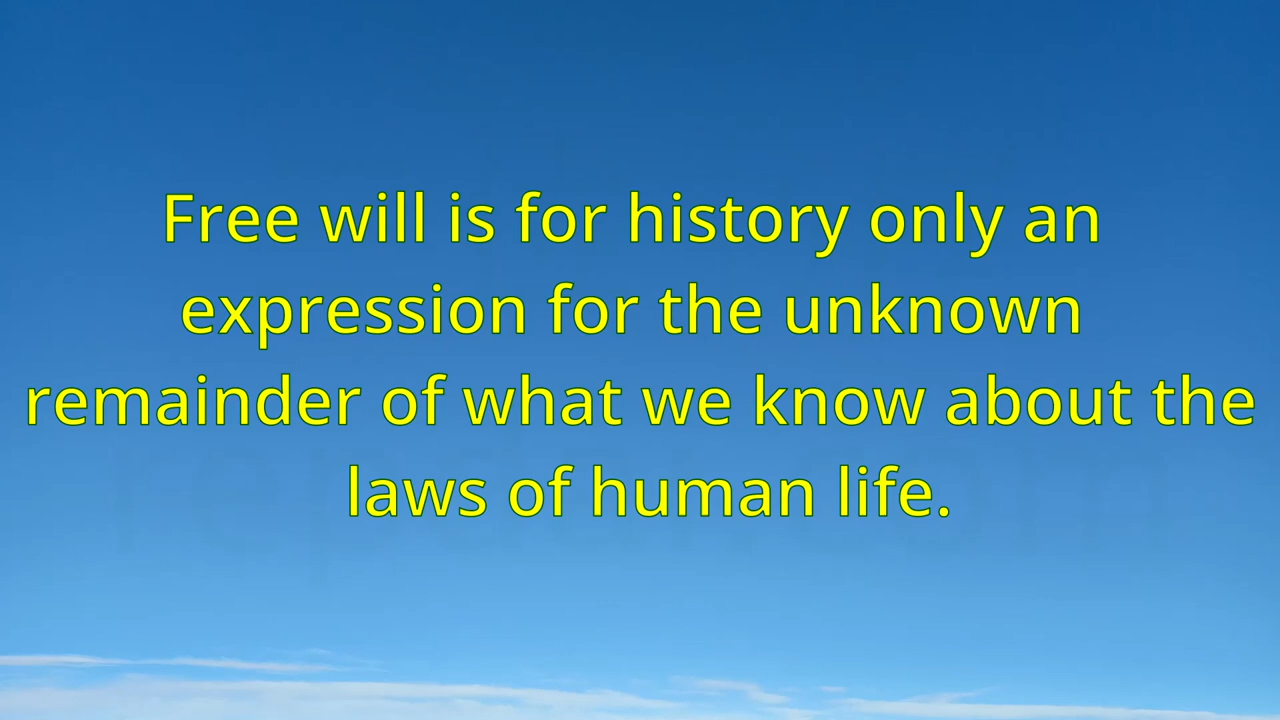 Free will is for history only an
expression for the unknown
remainder of what we know about the
laws of human life.